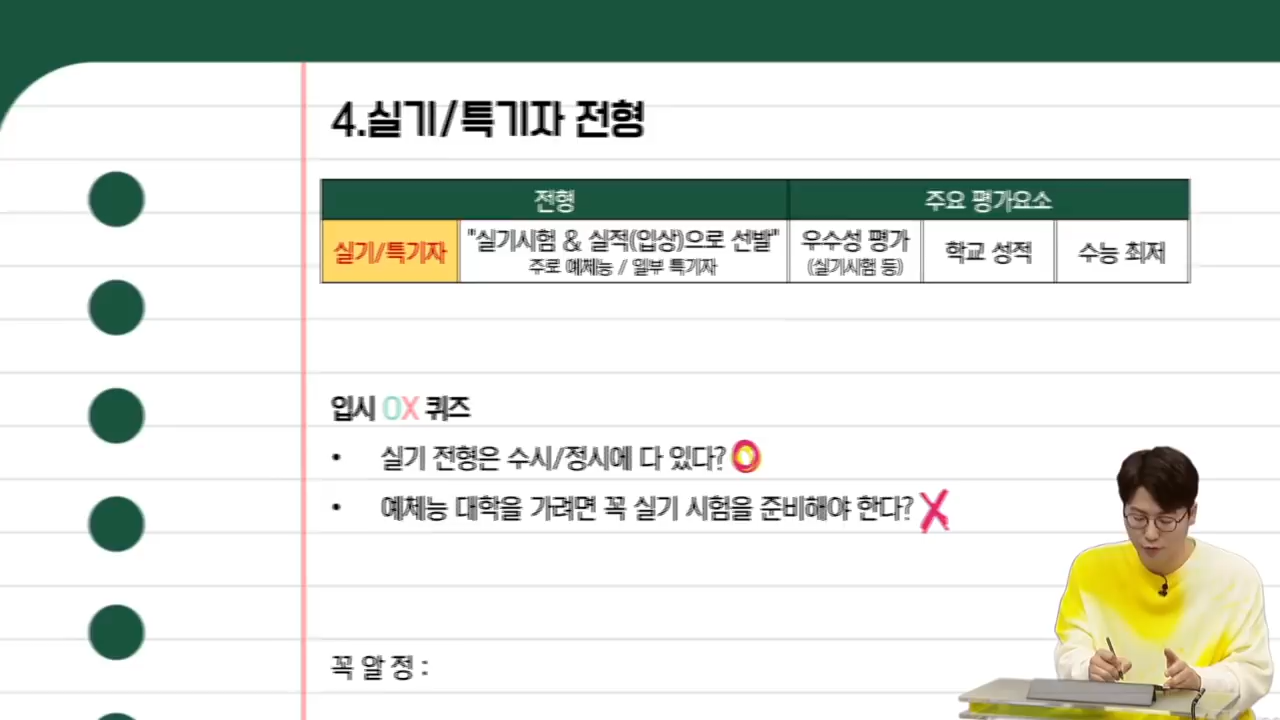 4.실기/특기자 전형
전형 주요 평가요소
실기/특기자 "실기시험 & 실적(입상)으로 선발" 우수성 평가 학교 성적 수능 최저
주로 예체능 / 일부 특기자 (실기시험 등)
입시 OX 퀴즈
• 실기 전형은 수시/정시에 다 있다? O
• 예체능 대학을 가려면 꼭 실기 시험을 준비해야 한다? X
꼭 알 정 :